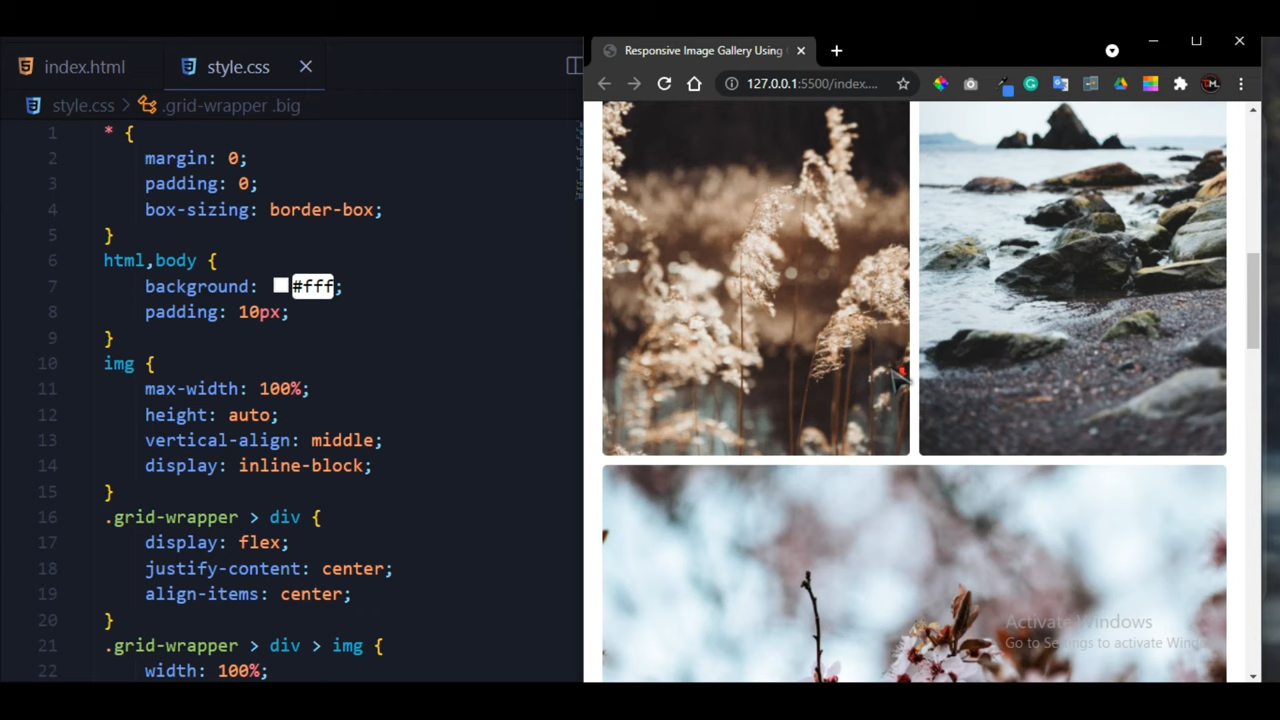 index.html
style.css
style.css > .grid-wrapper .big
1 * {
2 margin: 0;
3 padding: 0;
4 box-sizing: border-box;
5 }
6 html,body {
7 background: #fff;
8 padding: 10px;
9 }
10 img {
11 max-width: 100%;
12 height: auto;
13 vertical-align: middle;
14 display: inline-block;
15 }
16 .grid-wrapper > div {
17 display: flex;
18 justify-content: center;
19 align-items: center;
20 }
21 .grid-wrapper > div > img {
22 width: 100%;
Responsive Image Gallery Using
127.0.0.1:5500/index....
Activate Windows
Go to Settings to activate